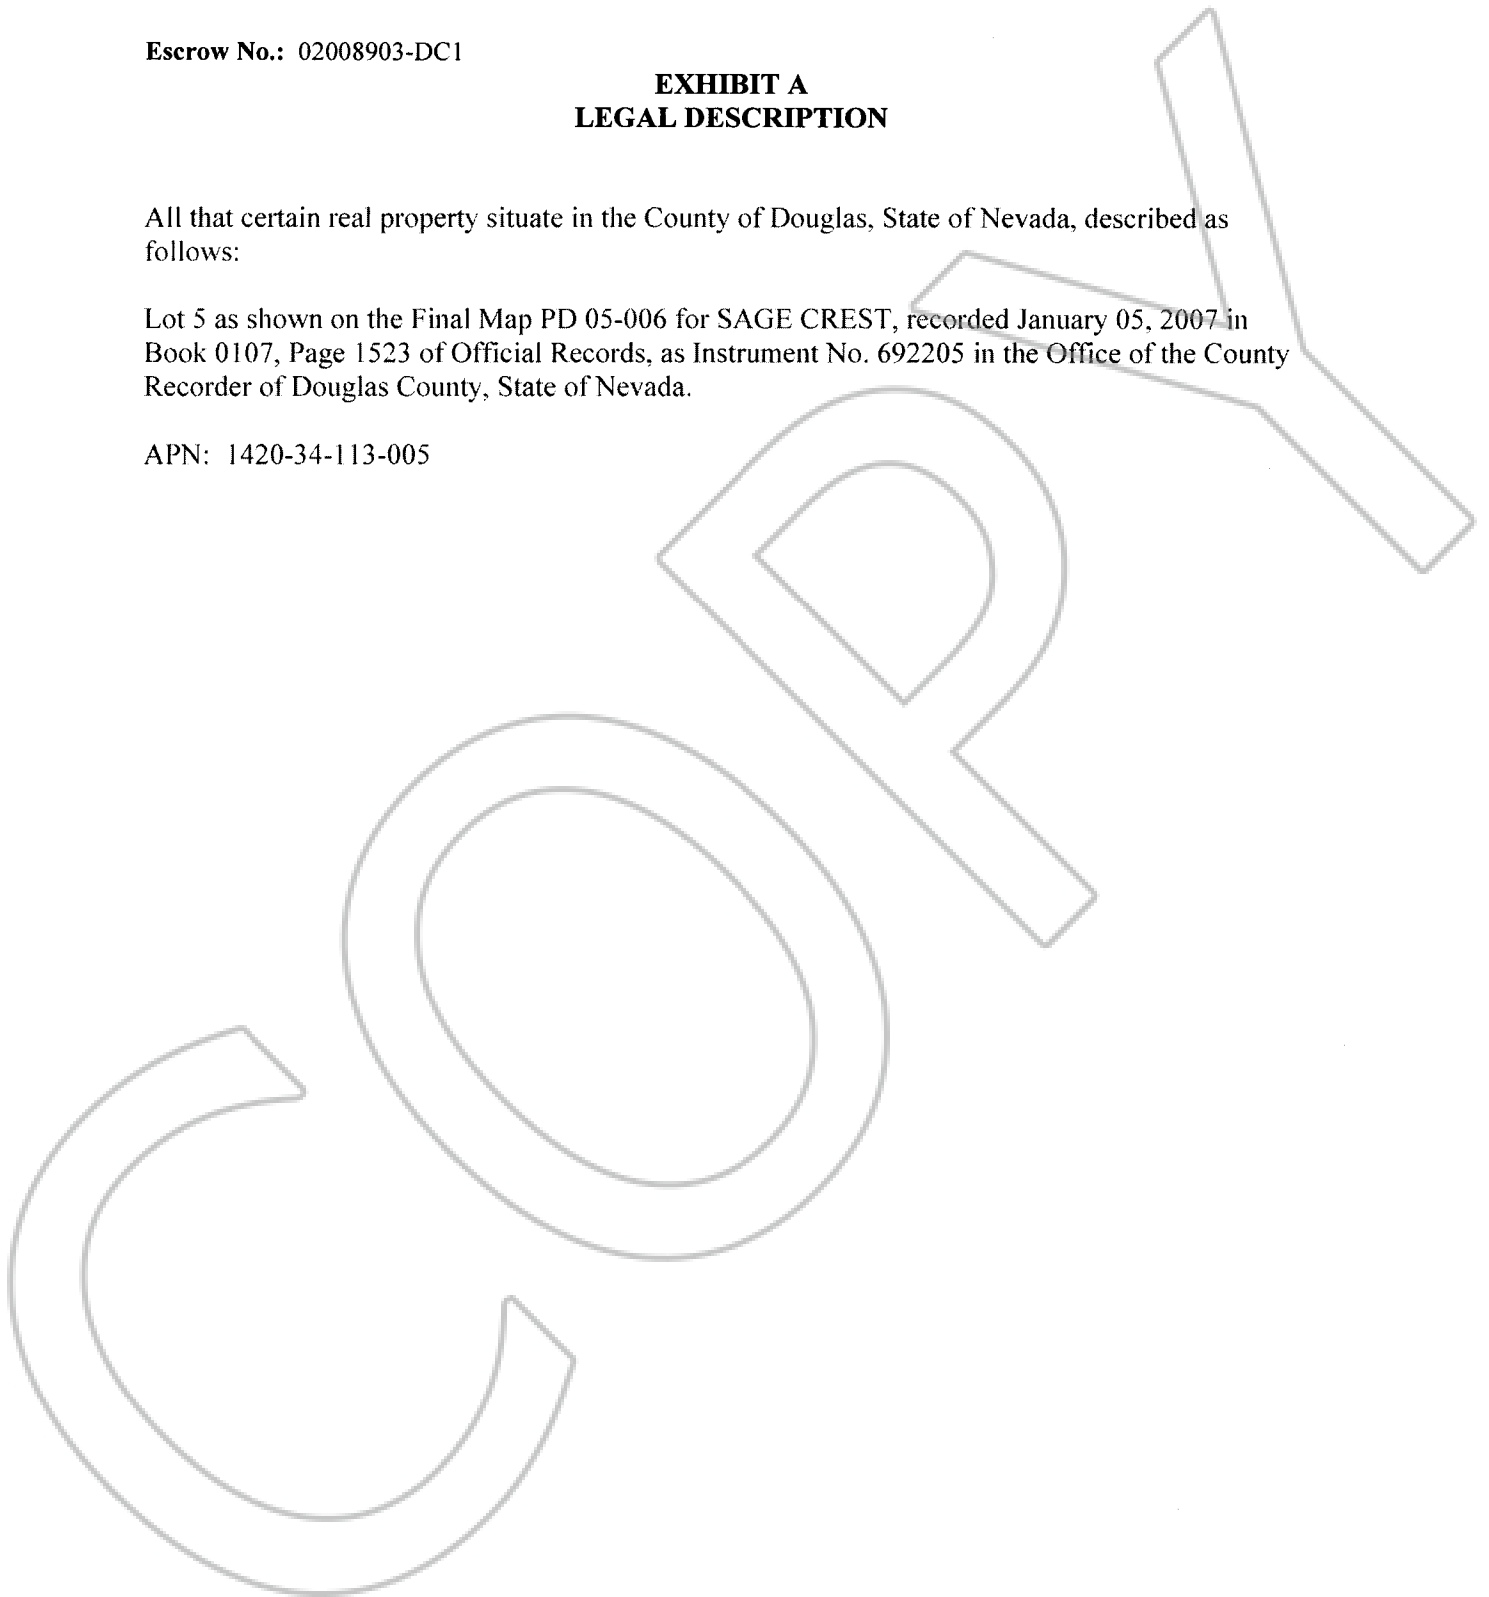 Escrow No.: 02008903-DC1
EXHIBIT A
LEGAL DESCRIPTION
All that certain real property situate in the County of Douglas, State of Nevada, described as
follows:
Lot 5 as shown on the Final Map PD 05-006 for SAGE CREST, recorded January 05, 2007 in
Book 0107, Page 1523 of Official Records, as Instrument No. 692205 in the Office of the County
Recorder of Douglas County, State of Nevada.
APN: 1420-34-113-005
COPY